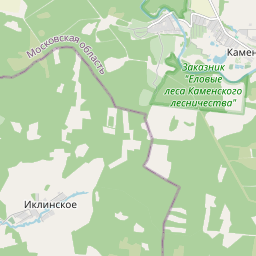 Московская область
Камен
Заказник
"Еловые
леса Каменского
лесничества"
Иклинское